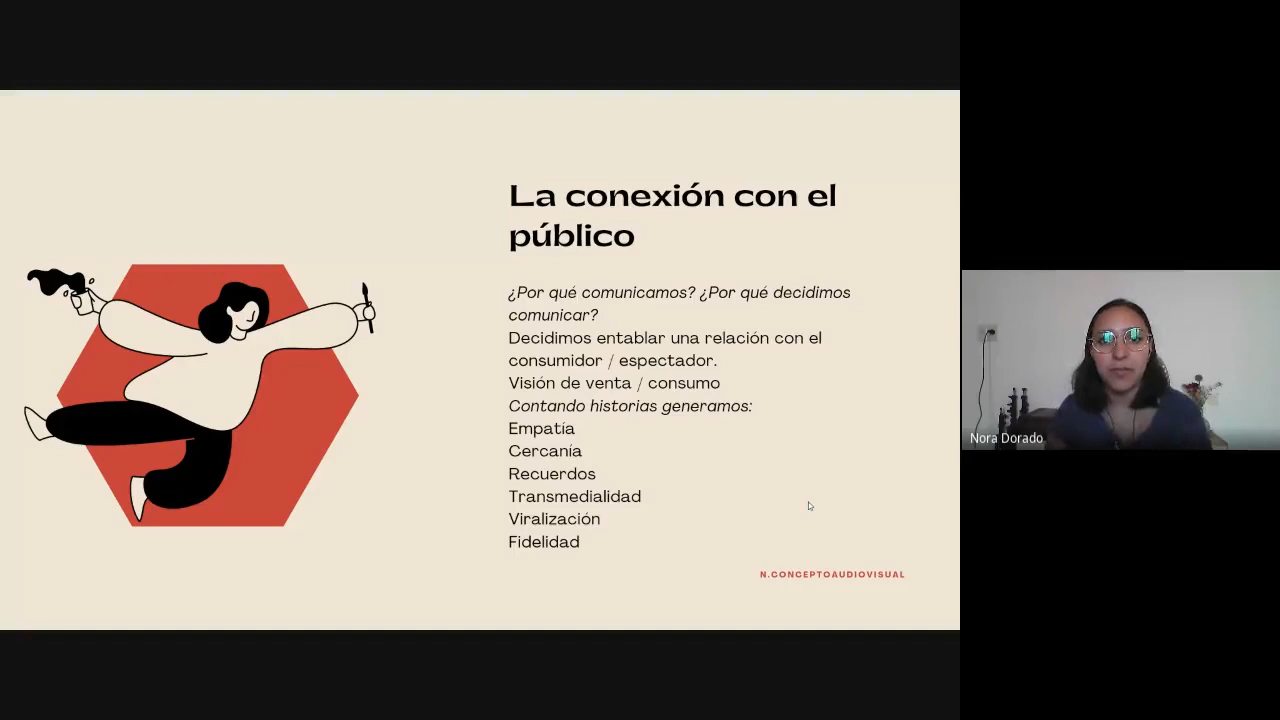 La conexión con el
público
¿Por qué comunicamos? ¿Por qué decidimos
comunicar?
Decidimos entablar una relación con el
consumidor / espectador.
Visión de venta / consumo
Contando historias generamos:
Empatía
Cercanía
Recuerdos
Transmedialidad
Viralización
Fidelidad
N.CONCEPTOAUDIOVISUAL
Nora Dorado